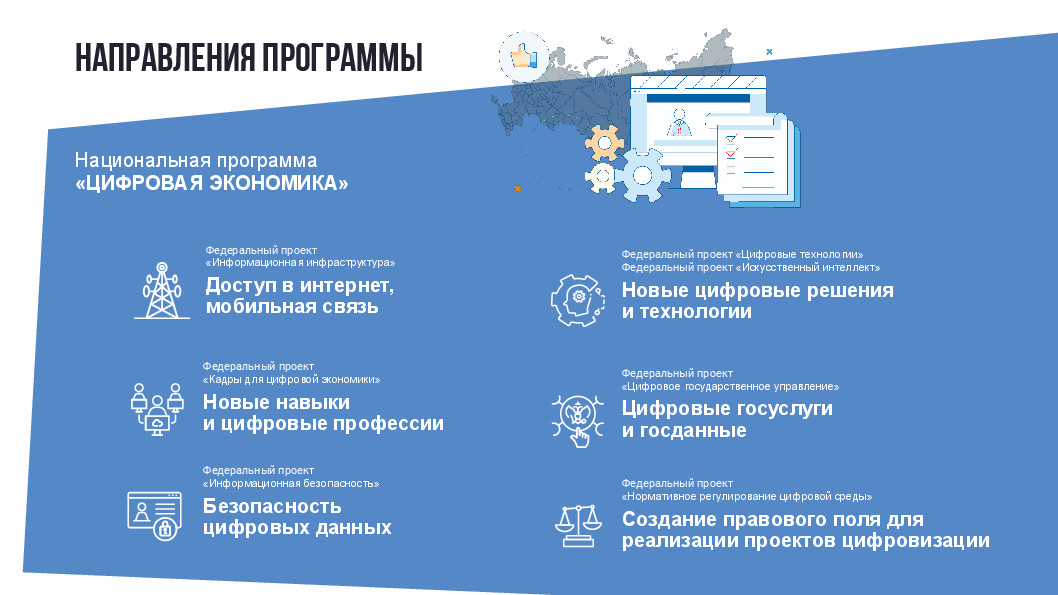 НАПРАВЛЕНИЯ ПРОГРАММЫ
Национальная программа
«ЦИФРОВАЯ ЭКОНОМИКА»
Федеральный проект
«Информационная инфраструктура»
Доступ в интернет,
мобильная связь
Федеральный проект
«Кадры для цифровой экономики»
Новые навыки
и цифровые профессии
Федеральный проект
«Информационная безопасность»
Безопасность
цифровых данных
Федеральный проект «Цифровые технологии»
Федеральный проект «Искусственный интеллект»
Новые цифровые решения
и технологии
Федеральный проект
«Цифровое государственное управление»
Цифровые госуслуги
и госданные
Федеральный проект
«Нормативное регулирование цифровой среды»
Создание правового поля для
реализации проектов цифровизации